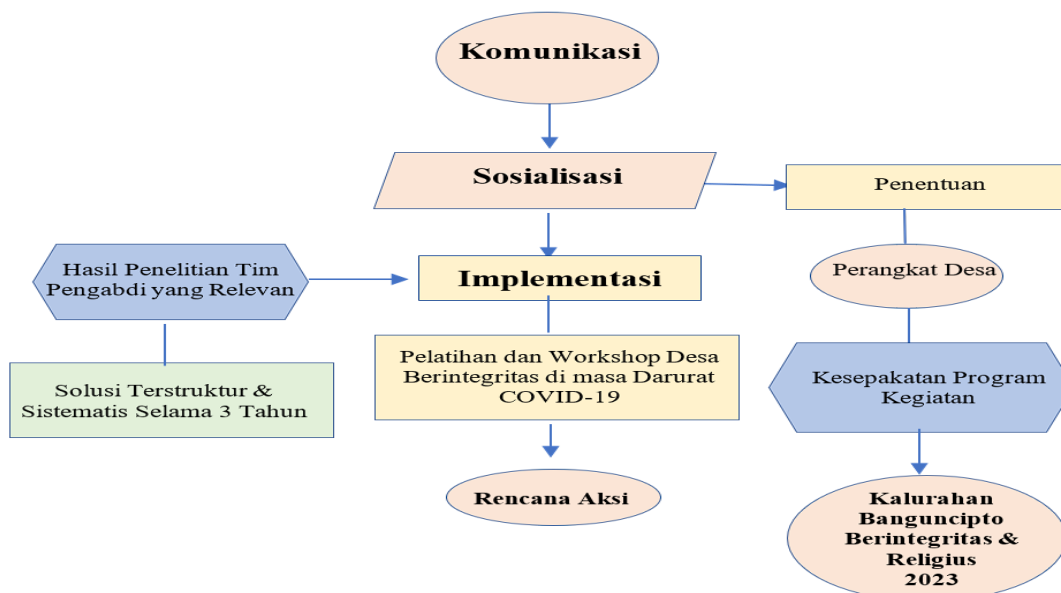 Komunikasi
Sosialisasi
Penentuan
Hasil Penelitian Tim
Pengabdi yang Relevan
Implementasi
Perangkat Desa
Solusi Terstruktur &
Sistematis Selama 3 Tahun
Pelatihan dan Workshop Desa
Berintegritas di masa Darurat
COVID-19
Kesepakatan Program
Kegiatan
Rencana Aksi
Kalurahan
Banguncipto
Berintegritas &
Religius
2023